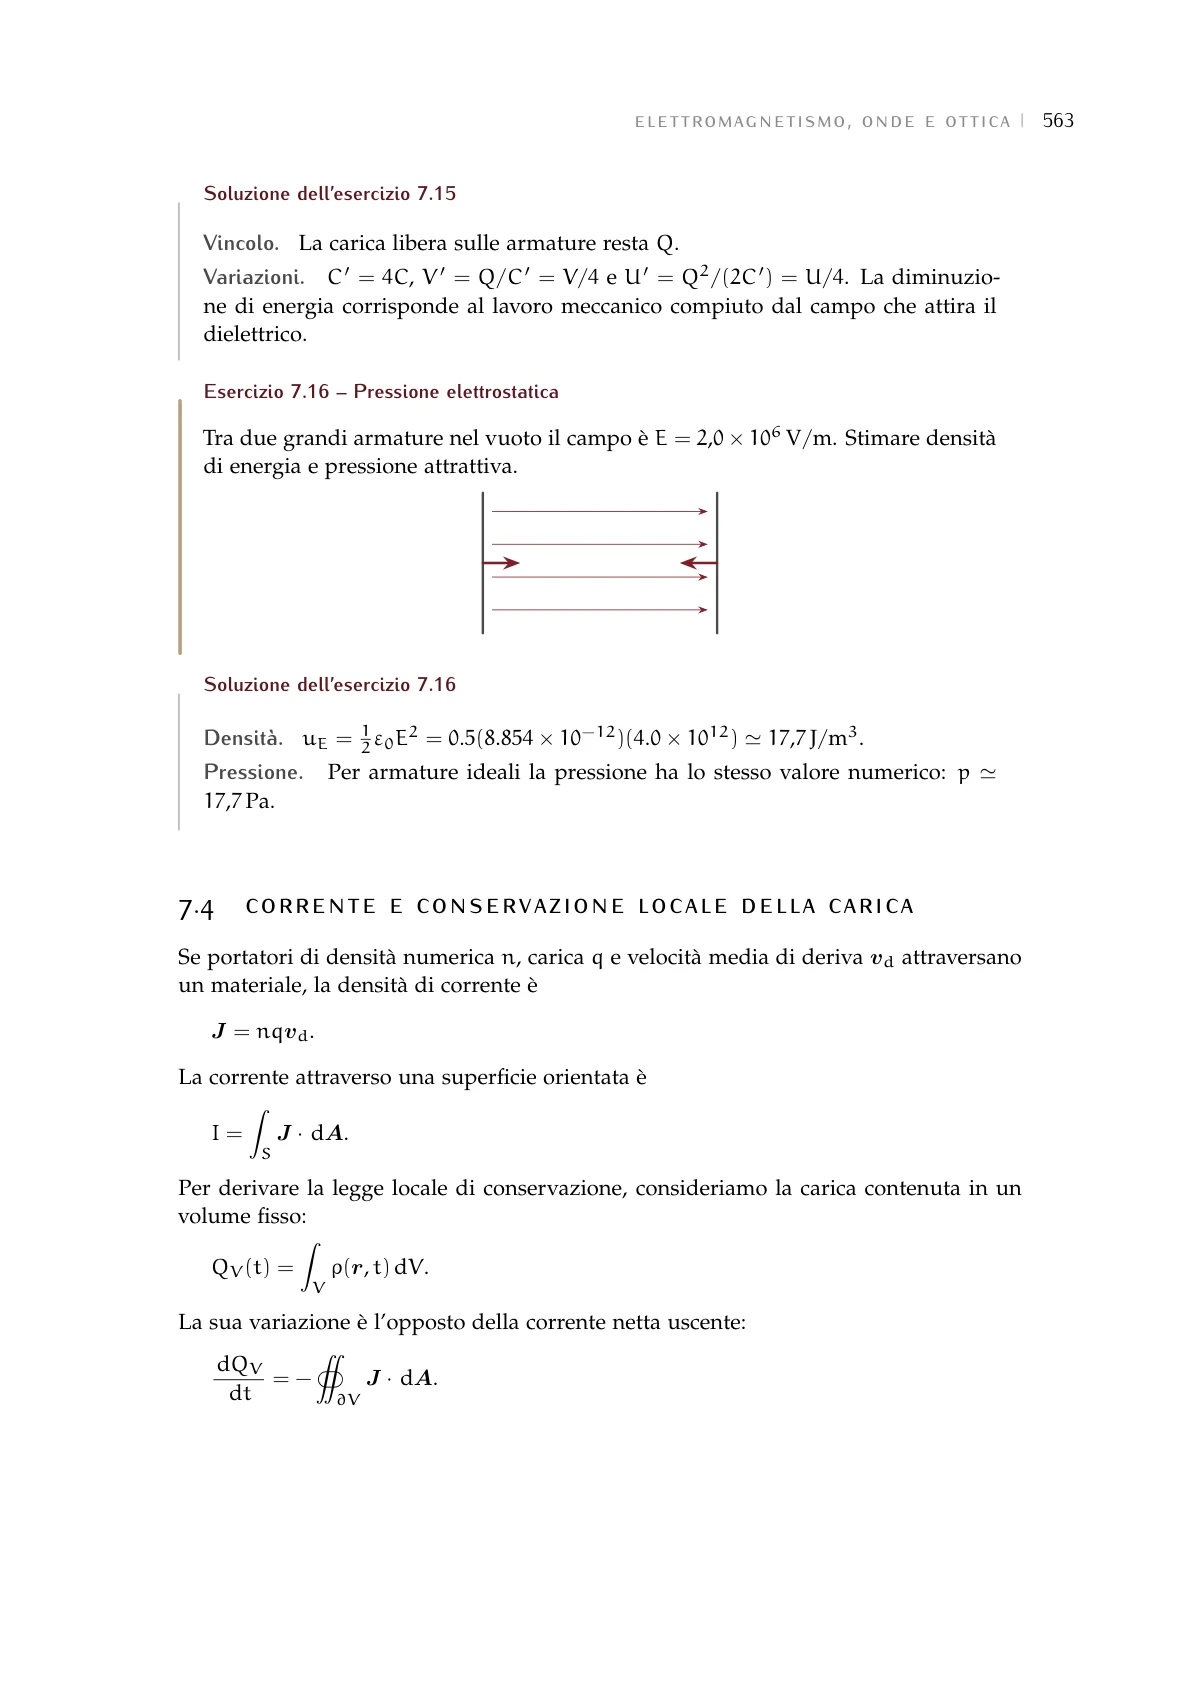 ELETTROMAGNETISMO, ONDE E OTTICA | 563
Soluzione dell'esercizio 7.15
Vincolo. La carica libera sulle armature resta Q.
Variazioni. C′ = 4C, V′ = Q/C′ = V/4 e U′ = Q²/(2C′) = U/4. La diminuzio-
ne di energia corrisponde al lavoro meccanico compiuto dal campo che attira il
dielettrico.
Esercizio 7.16 – Pressione elettrostatica
Tra due grandi armature nel vuoto il campo è E = 2,0 × 10⁶ V/m. Stimare densità
di energia e pressione attrattiva.
Soluzione dell'esercizio 7.16
Densità. u_E = ½ε₀E² = 0.5(8.854 × 10⁻¹²)(4.0 × 10¹²) ≃ 17,7 J/m³.
Pressione. Per armature ideali la pressione ha lo stesso valore numerico: p ≃
17,7 Pa.
7.4 CORRENTE E CONSERVAZIONE LOCALE DELLA CARICA
Se portatori di densità numerica n, carica q e velocità media di deriva v_d attraversano
un materiale, la densità di corrente è
J = nqv_d.
La corrente attraverso una superficie orientata è
I = ∫_S J · dA.
Per derivare la legge locale di conservazione, consideriamo la carica contenuta in un
volume fisso:
Q_V(t) = ∫_V ρ(r, t) dV.
La sua variazione è l'opposto della corrente netta uscente:
dQ_V/dt = − ∯_∂V J · dA.